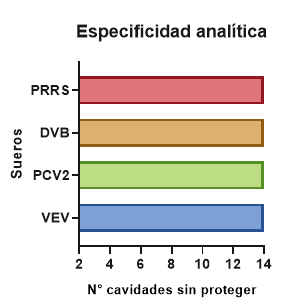 Especificidad analítica
Sueros
PRRS
DVB
PCV2
VEV
2 4 6 8 10 12 14
N° cavidades sin proteger